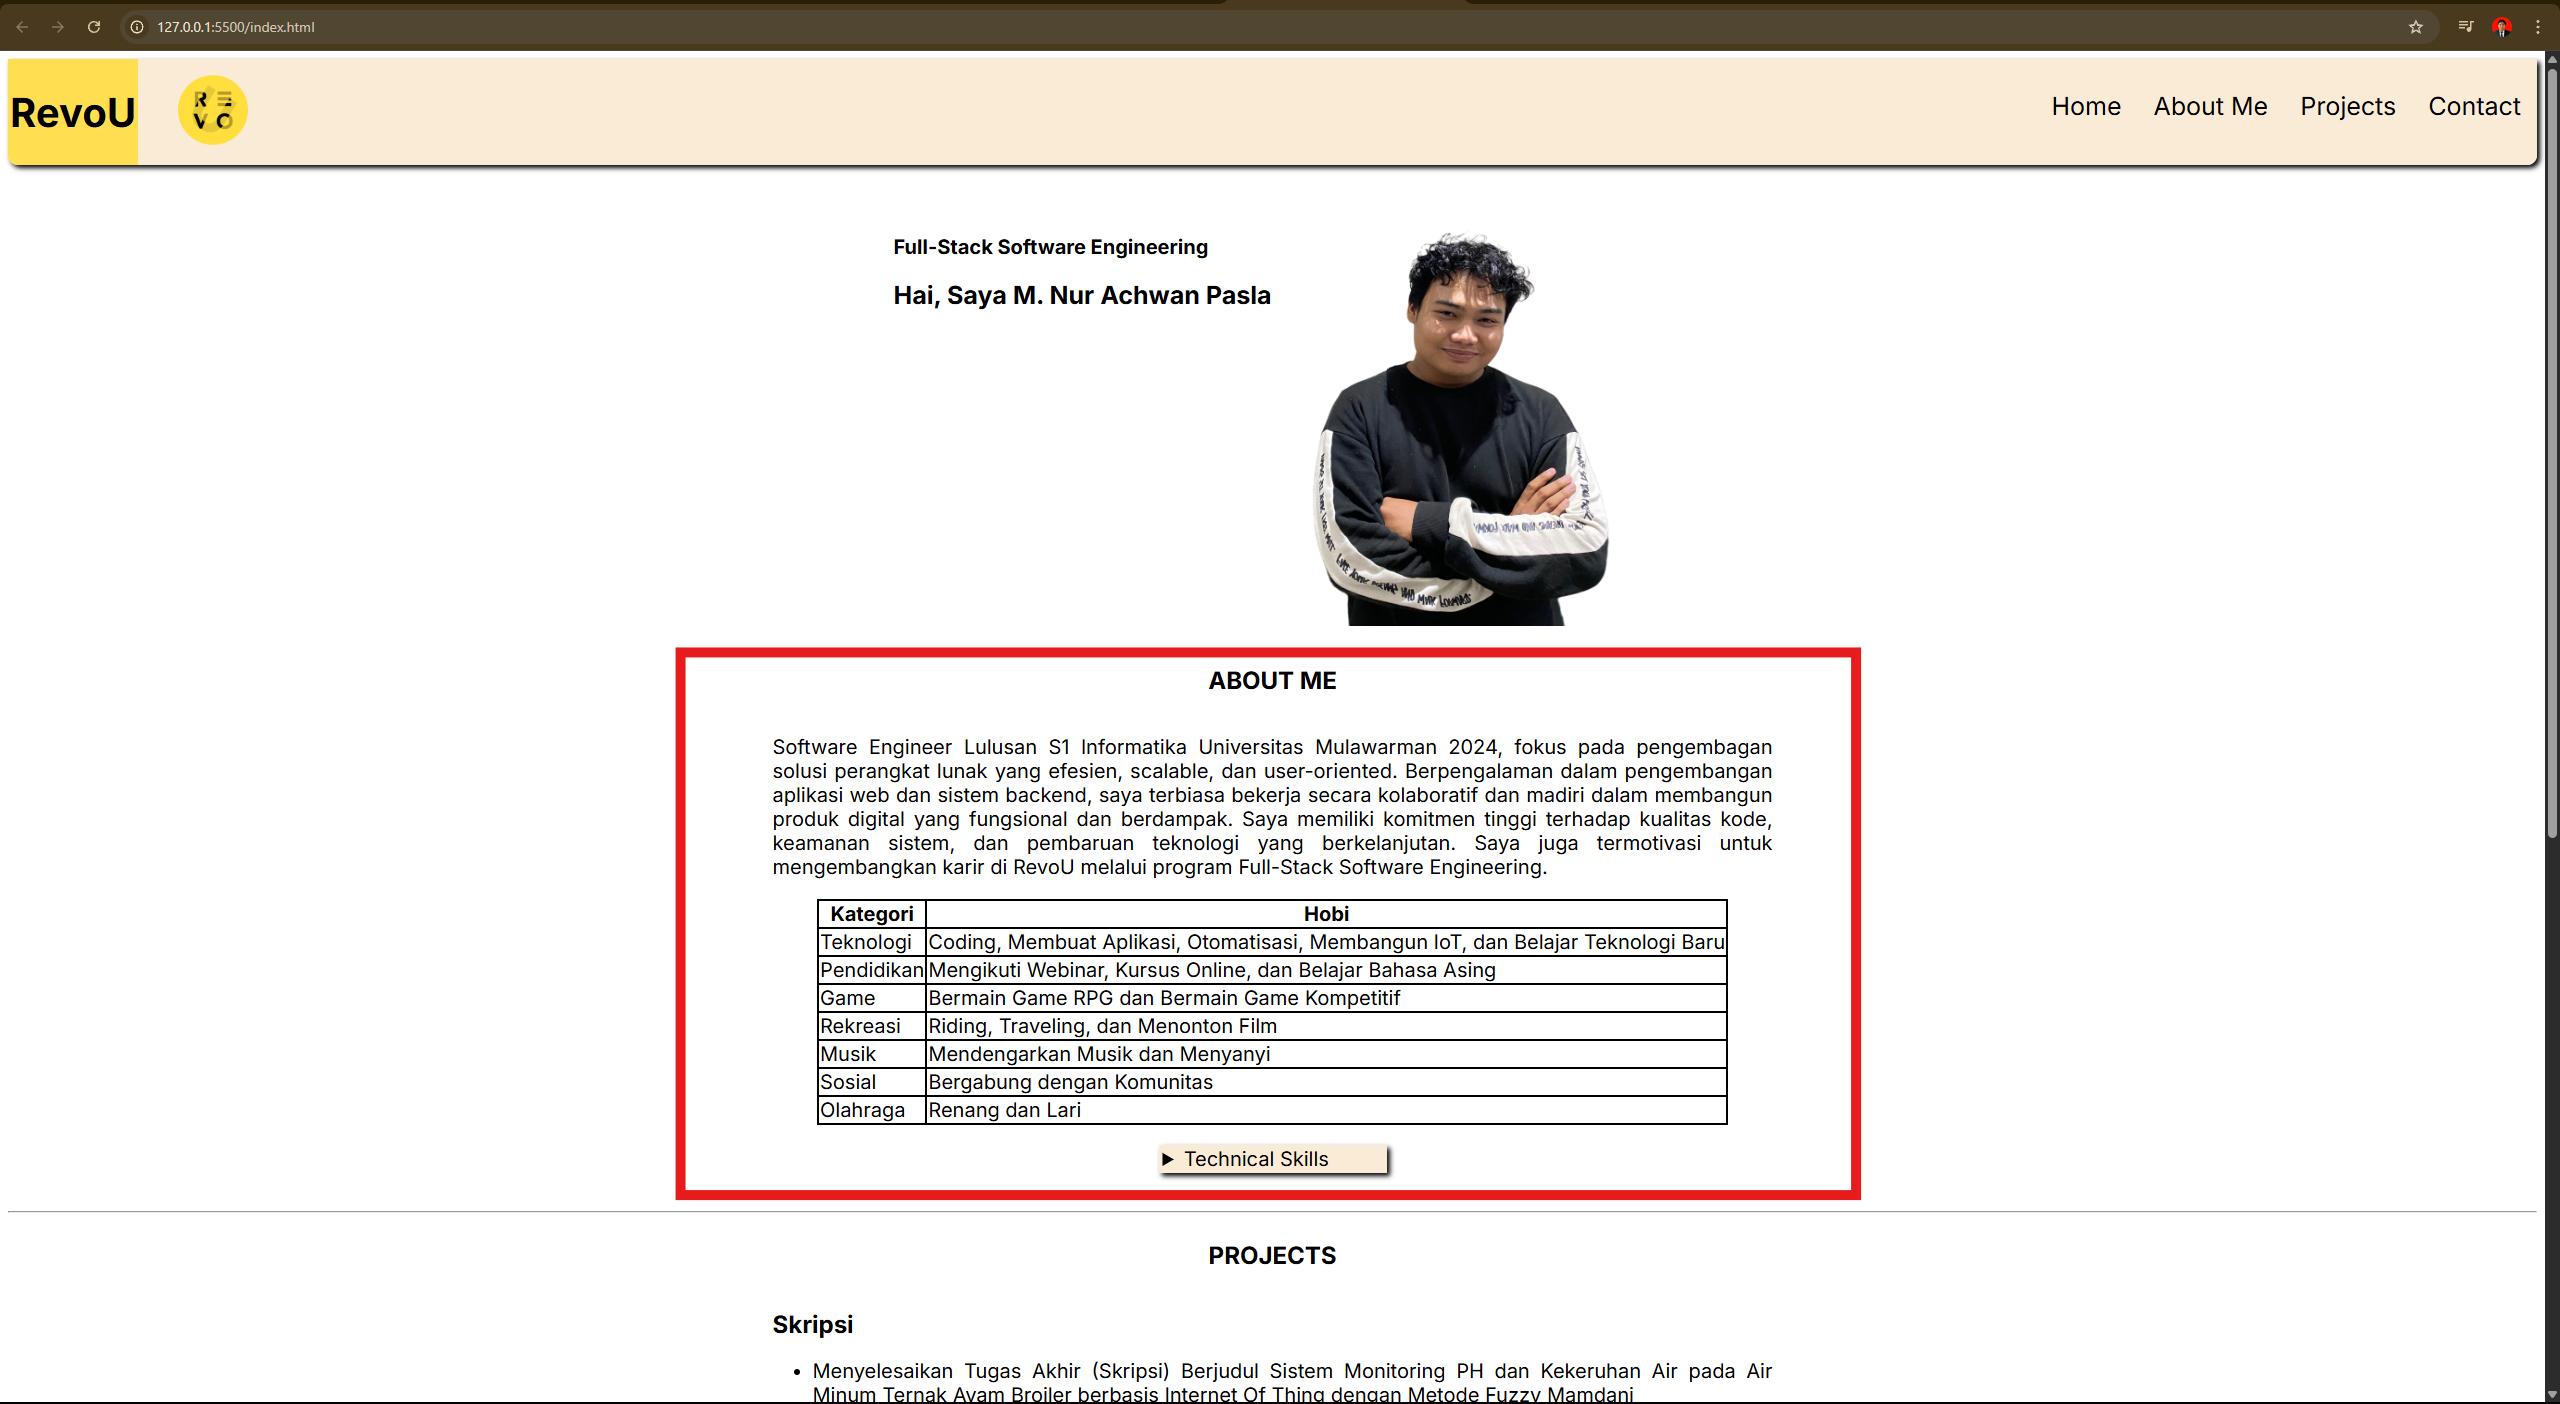 127.0.0.1:5500/index.html
RevoU
Home About Me Projects Contact
Full-Stack Software Engineering
Hai, Saya M. Nur Achwan Pasla
ABOUT ME
Software Engineer Lulusan S1 Informatika Universitas Mulawarman 2024, fokus pada pengembagan
solusi perangkat lunak yang efesien, scalable, dan user-oriented. Berpengalaman dalam pengembangan
aplikasi web dan sistem backend, saya terbiasa bekerja secara kolaboratif dan madiri dalam membangun
produk digital yang fungsional dan berdampak. Saya memiliki komitmen tinggi terhadap kualitas kode,
keamanan sistem, dan pembaruan teknologi yang berkelanjutan. Saya juga termotivasi untuk
mengembangkan karir di RevoU melalui program Full-Stack Software Engineering.
Kategori Hobi
Teknologi Coding, Membuat Aplikasi, Otomatisasi, Membangun IoT, dan Belajar Teknologi Baru
Pendidikan Mengikuti Webinar, Kursus Online, dan Belajar Bahasa Asing
Game Bermain Game RPG dan Bermain Game Kompetitif
Rekreasi Riding, Traveling, dan Menonton Film
Musik Mendengarkan Musik dan Menyanyi
Sosial Bergabung dengan Komunitas
Olahraga Renang dan Lari
Technical Skills
PROJECTS
Skripsi
Menyelesaikan Tugas Akhir (Skripsi) Berjudul Sistem Monitoring PH dan Kekeruhan Air pada Air
Minum Ternak Ayam Broiler berbasis Internet Of Thing dengan Metode Fuzzy Mamdani